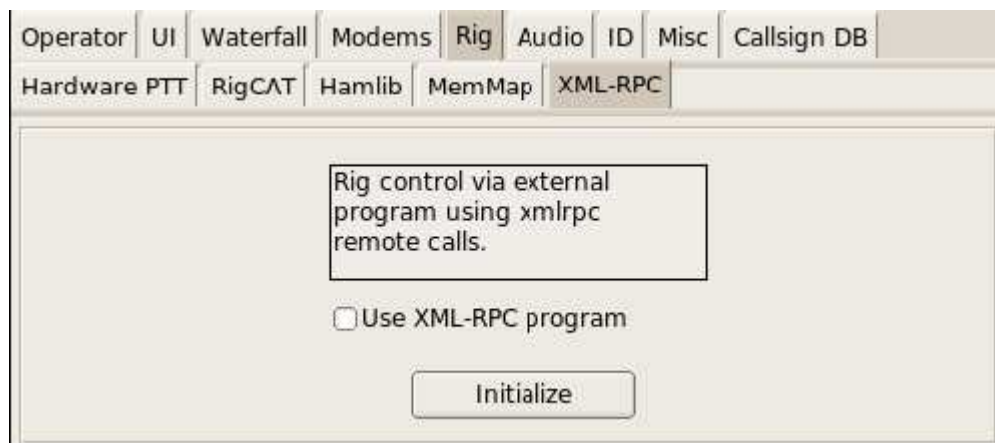 Operator UI Waterfall Modems Rig Audio ID Misc Callsign DB
Hardware PTT RigCAT Hamlib MemMap XML-RPC
Rig control via external
program using xmlrpc
remote calls.
Use XML-RPC program
Initialize